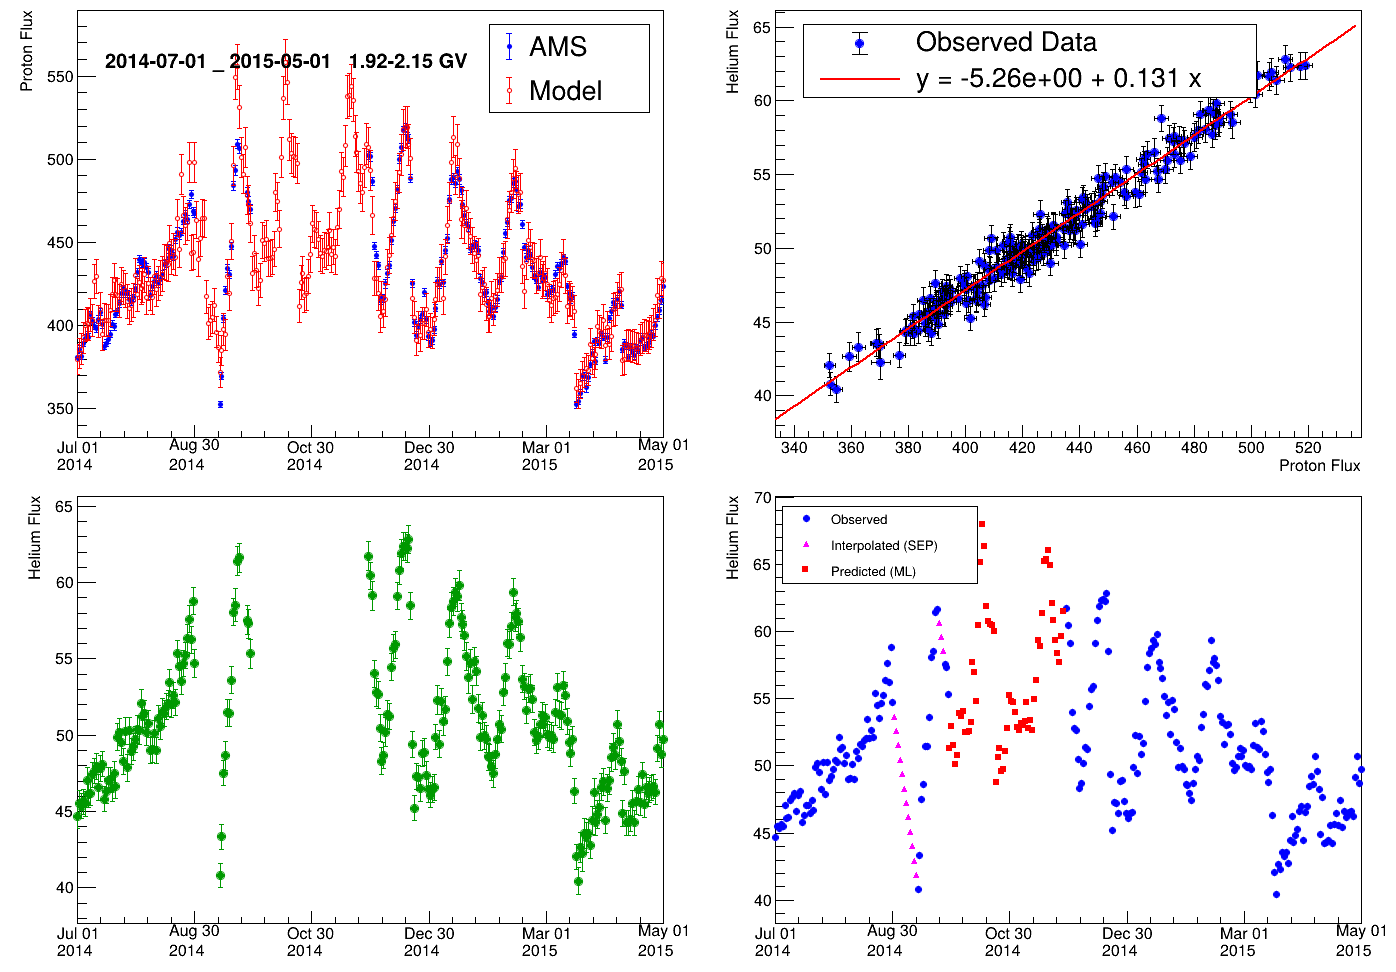 Proton Flux
2014-07-01 _ 2015-05-01 1.92-2.15 GV
AMS
Model
550
500
450
400
350
Jul 01 2014
Aug 30 2014
Oct 30 2014
Dec 30 2014
Mar 01 2015
May 01 2015
Helium Flux
Observed Data
y = -5.26e+00 + 0.131 x
65
60
55
50
45
40
340 360 380 400 420 440 460 480 500 520
Proton Flux
Helium Flux
65
60
55
50
45
40
Jul 01 2014
Aug 30 2014
Oct 30 2014
Dec 30 2014
Mar 01 2015
May 01 2015
Helium Flux
Observed
Interpolated (SEP)
Predicted (ML)
70
65
60
55
50
45
40
Jul 01 2014
Aug 30 2014
Oct 30 2014
Dec 30 2014
Mar 01 2015
May 01 2015